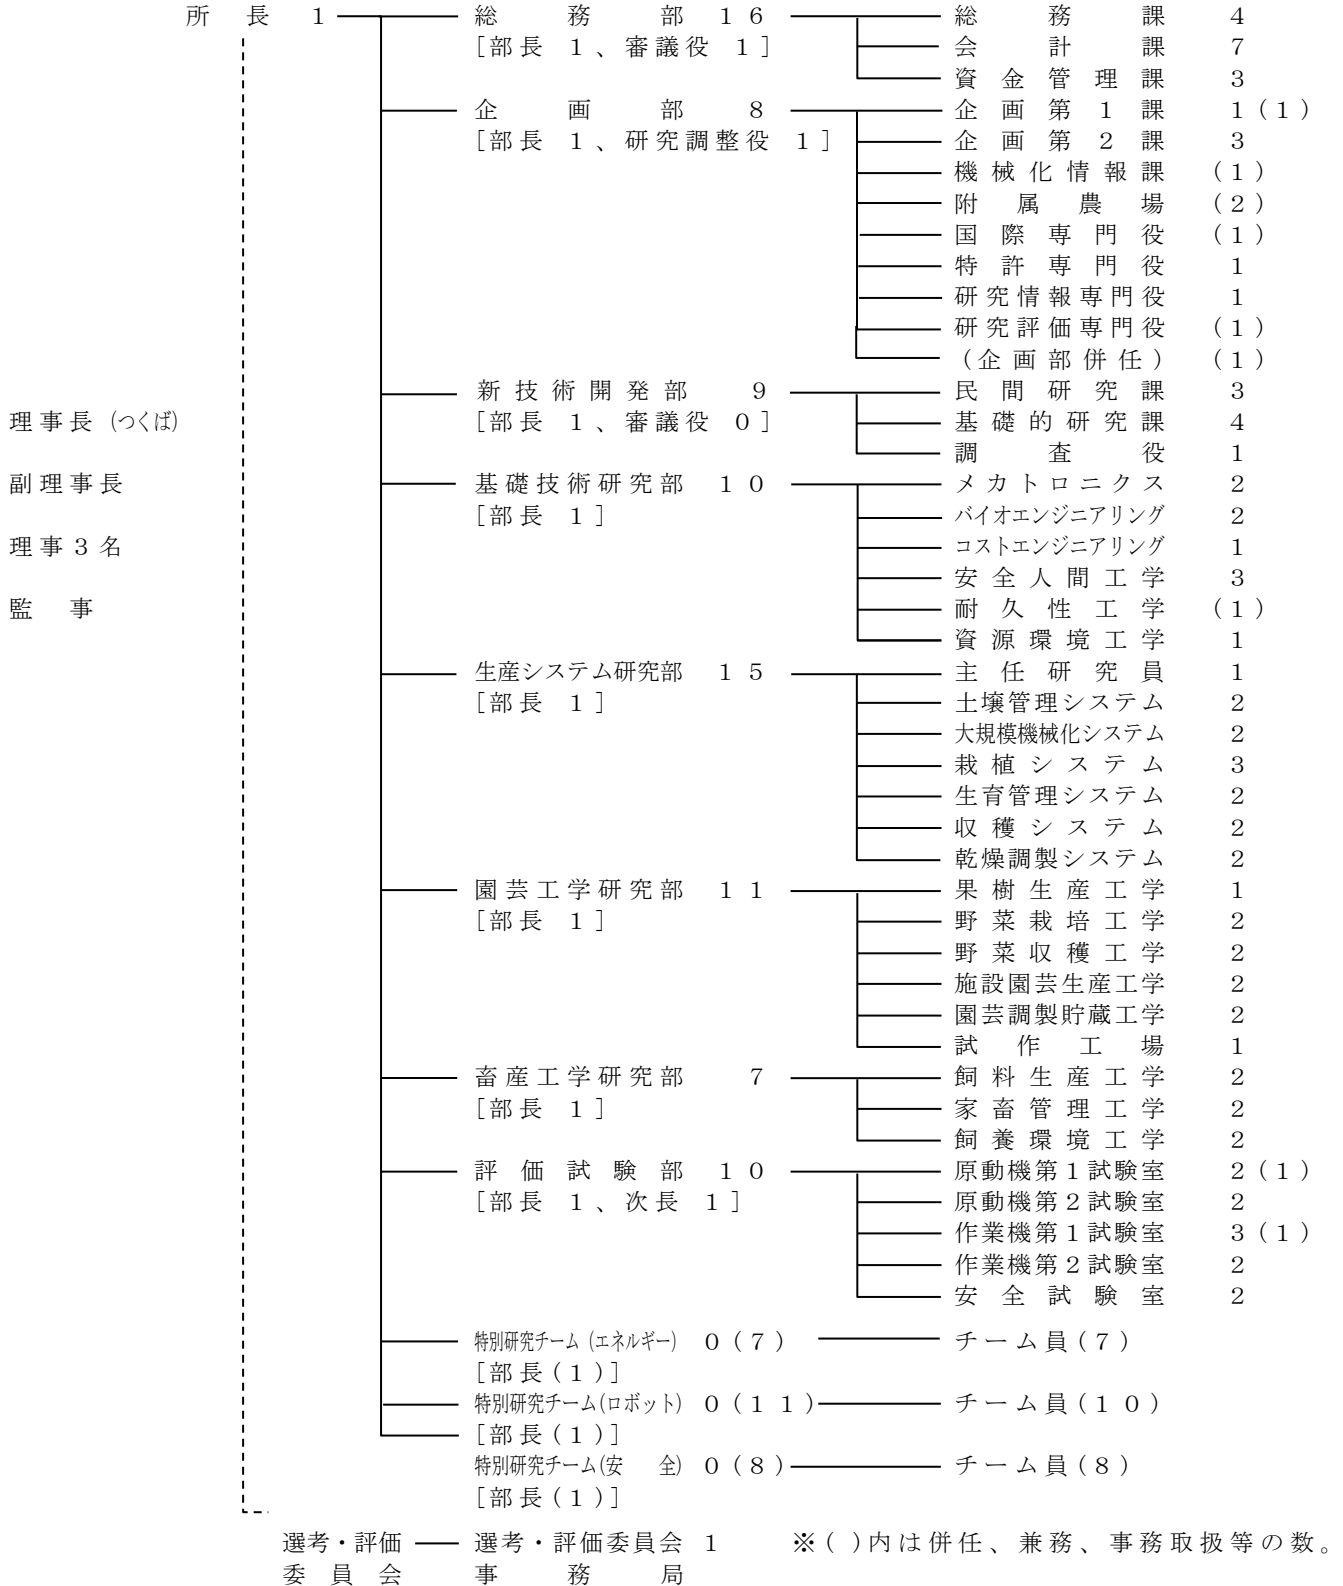 所長 1 総務部 16 総務課 4
[部長 1、審議役 1] 会計課 7
資金管理課 3
企画部 8 企画第1課 1(1)
[部長 1、研究調整役 1] 企画第2課 3
機械化情報課 (1)
附属農場 (2)
国際専門役 (1)
特許専門役 1
研究情報専門役 1
研究評価専門役 (1)
(企画部併任) (1)
新技術開発部 9 民間研究課 3
理事長(つくば) [部長 1、審議役 0] 基礎的研究課 4
調査役 1
副理事長 基礎技術研究部 10 メカトロニクス 2
[部長 1] バイオエンジニアリング 2
理事3名 コストエンジニアリング 1
安全人間工学 3
監事 耐久性工学 (1)
資源環境工学 1
生産システム研究部 15 主任研究員 1
[部長 1] 土壌管理システム 2
大規模機械化システム 2
栽植システム 3
生育管理システム 2
収穫システム 2
乾燥調製システム 2
園芸工学研究部 11 果樹生産工学 1
[部長 1] 野菜栽培工学 2
野菜収穫工学 2
施設園芸生産工学 2
園芸調製貯蔵工学 2
試作工場 1
畜産工学研究部 7 飼料生産工学 2
[部長 1] 家畜管理工学 2
飼養環境工学 2
評価試験部 10 原動機第1試験室 2(1)
[部長 1、次長 1] 原動機第2試験室 2
作業機第1試験室 3(1)
作業機第2試験室 2
安全試験室 2
特別研究チーム(エネルギー) 0(7) チーム員(7)
[部長(1)]
特別研究チーム(ロボット) 0(11) チーム員(10)
[部長(1)]
特別研究チーム(安 全) 0(8) チーム員(8)
[部長(1)]
選考・評価 選考・評価委員会 1 ※( )内は併任、兼務、事務取扱等の数。
委員会 事務局